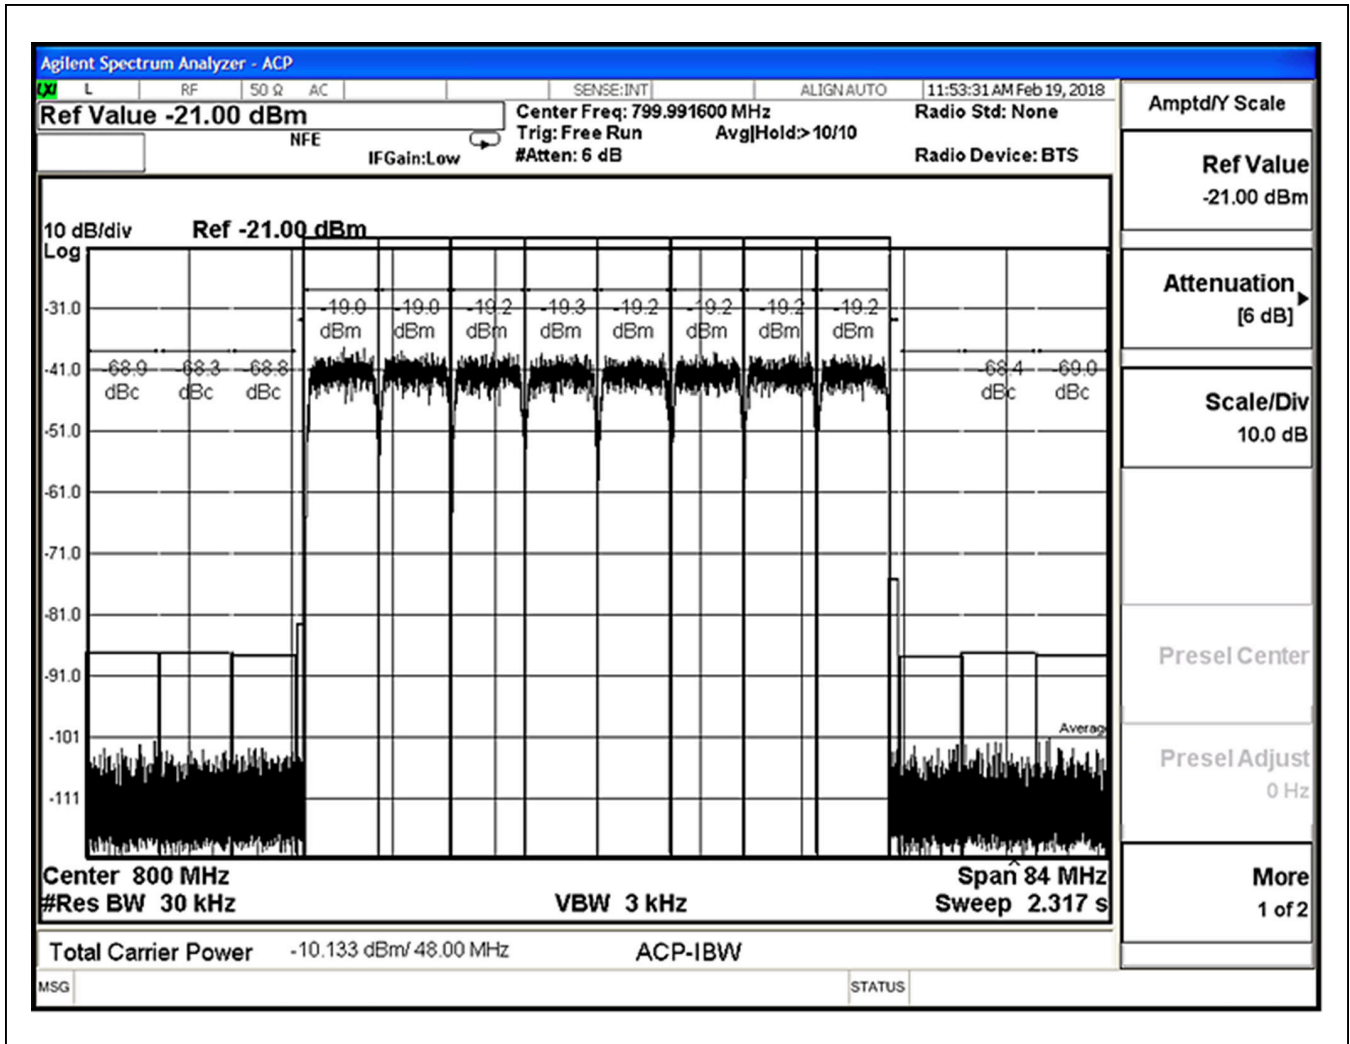 Agilent Spectrum Analyzer - ACP
LXI L RF 50 Ω AC SENSE:INT ALIGN AUTO 11:53:31 AM Feb 19, 2018
Ref Value -21.00 dBm
NFE
IFGain:Low
Center Freq: 799.991600 MHz
Trig: Free Run Avg|Hold:> 10/10
#Atten: 6 dB
Radio Std: None
Radio Device: BTS
10 dB/div Ref -21.00 dBm
Log
-31.0
-41.0
-51.0
-61.0
-71.0
-81.0
-91.0
-101
-111
-19.0 -19.0 -19.2 -19.3 -19.2 -19.2 -19.2 -19.2
dBm dBm dBm dBm dBm dBm dBm dBm
-68.9 -68.3 -68.8 -68.4 -69.0
dBc dBc dBc dBc dBc
Average
Center 800 MHz Span 84 MHz
#Res BW 30 kHz VBW 3 kHz Sweep 2.317 s
Total Carrier Power -10.133 dBm/ 48.00 MHz ACP-IBW
MSG STATUS
Amptd/Y Scale
Ref Value
-21.00 dBm
Attenuation
[6 dB]
Scale/Div
10.0 dB
Presel Center
Presel Adjust
0 Hz
More
1 of 2